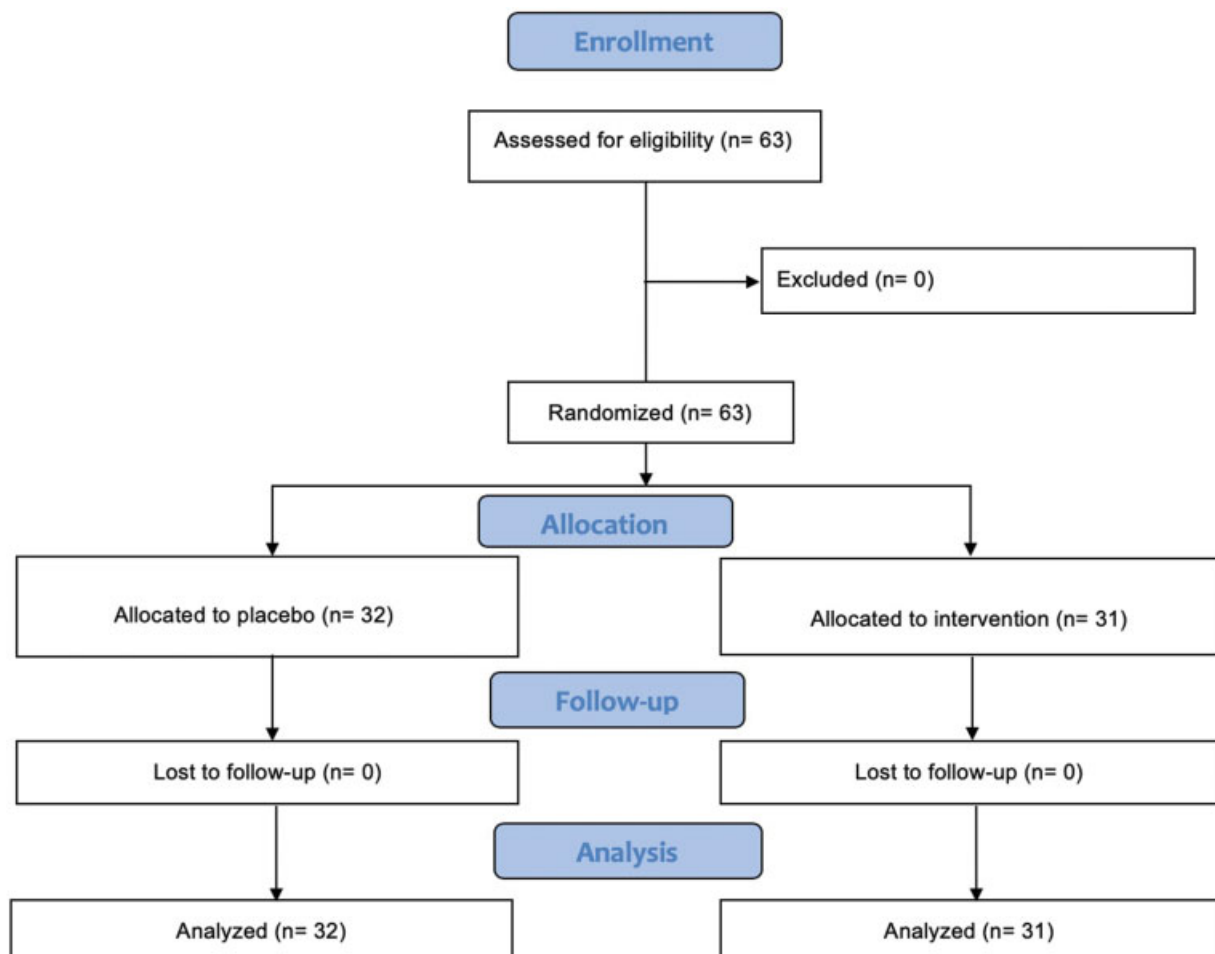 Enrollment
Assessed for eligibility (n= 63)
Excluded (n= 0)
Randomized (n= 63)
Allocation
Allocated to placebo (n= 32)
Allocated to intervention (n= 31)
Follow-up
Lost to follow-up (n= 0)
Lost to follow-up (n= 0)
Analysis
Analyzed (n= 32)
Analyzed (n= 31)